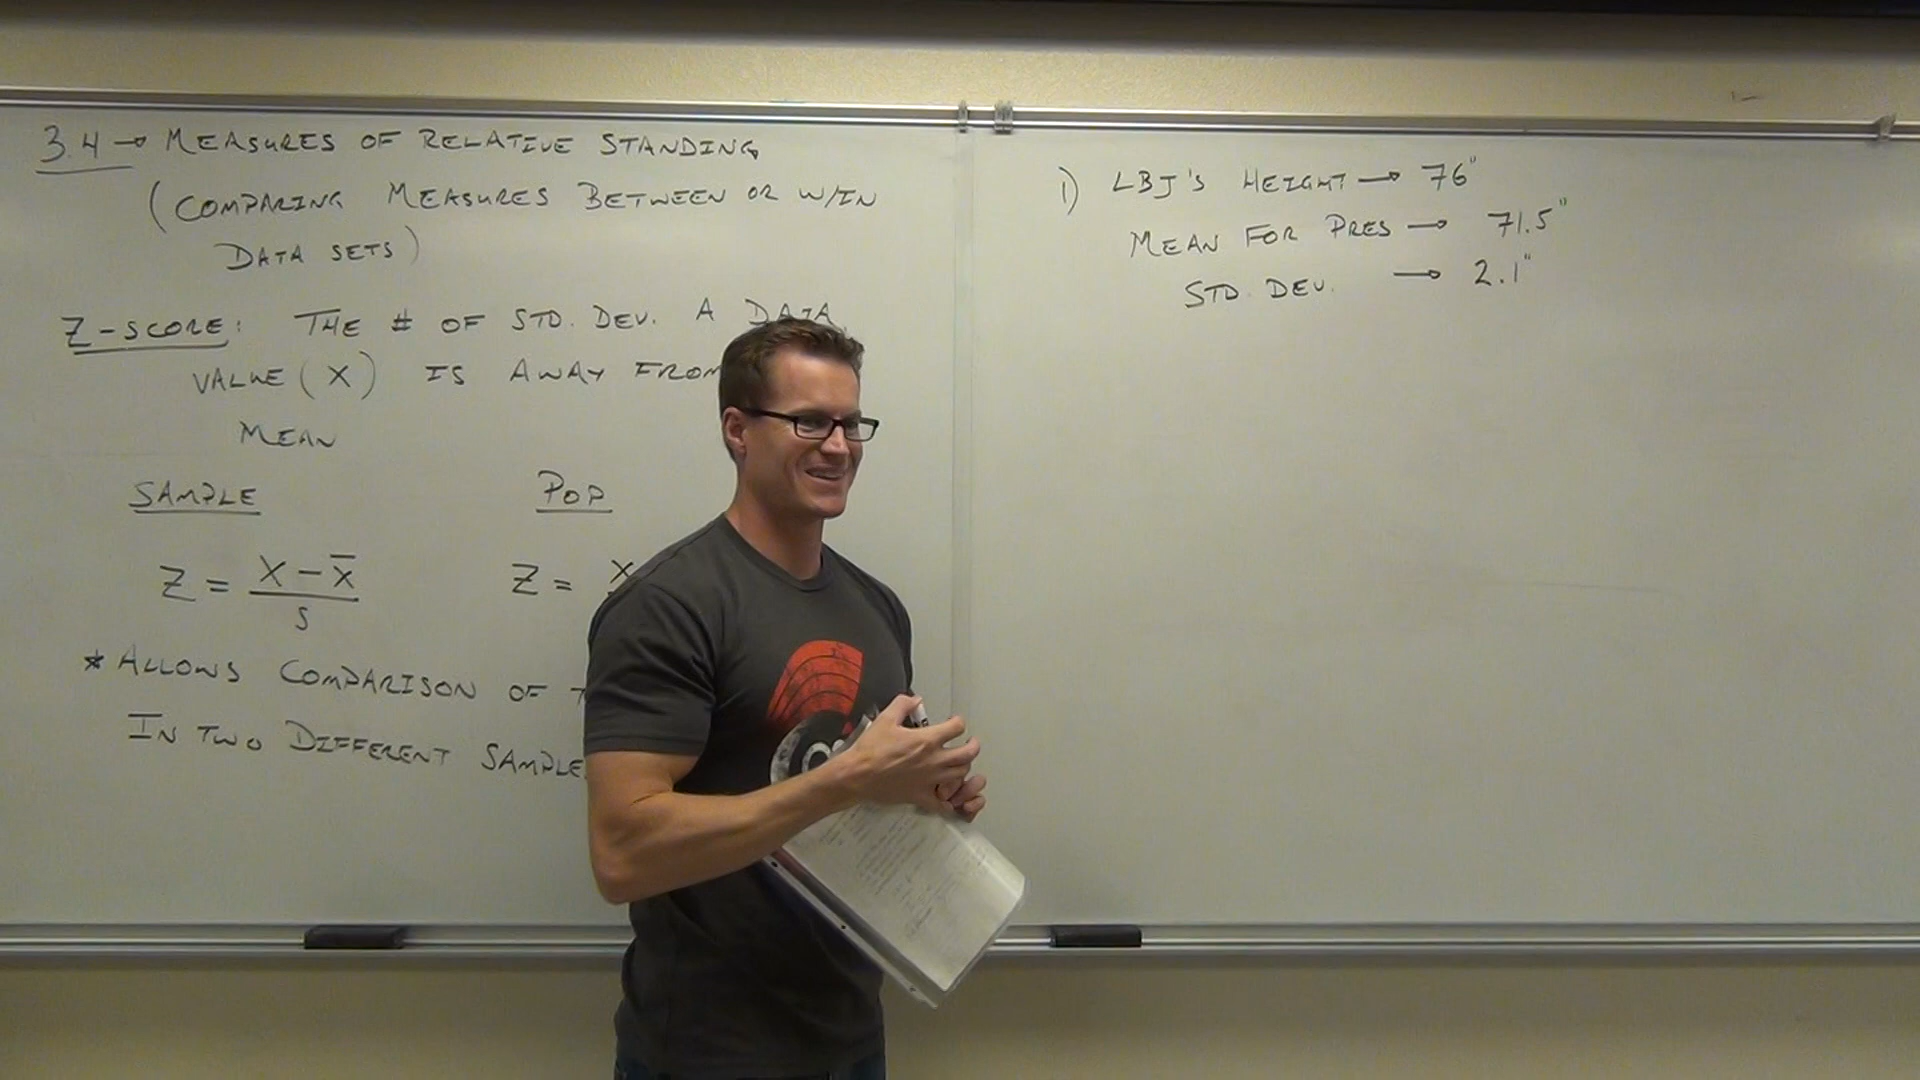 3.4 → MEASURES OF RELATIVE STANDING
(COMPARING MEASURES BETWEEN OR W/IN
DATA SETS)
Z-SCORE: THE # OF STD. DEV. A DATA
VALUE (X) IS AWAY FROM
MEAN
SAMPLE POP
Z = (X - x̄) / s Z = X
* ALLOWS COMPARISON OF
IN TWO DIFFERENT SAMPLE
1) LBJ'S HEIGHT → 76"
MEAN FOR PRES → 71.5"
STD. DEV. → 2.1"